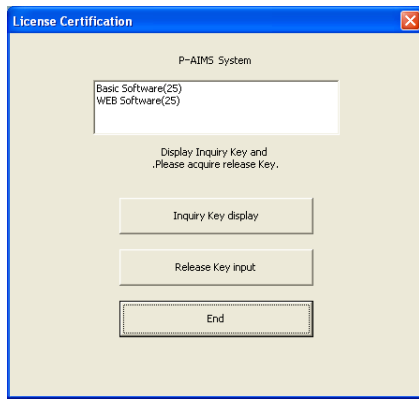 License Certification
P-AIMS System
Basic Software(25)
WEB Software(25)
Display Inquiry Key and
.Please acquire release Key.
Inquiry Key display
Release Key input
End